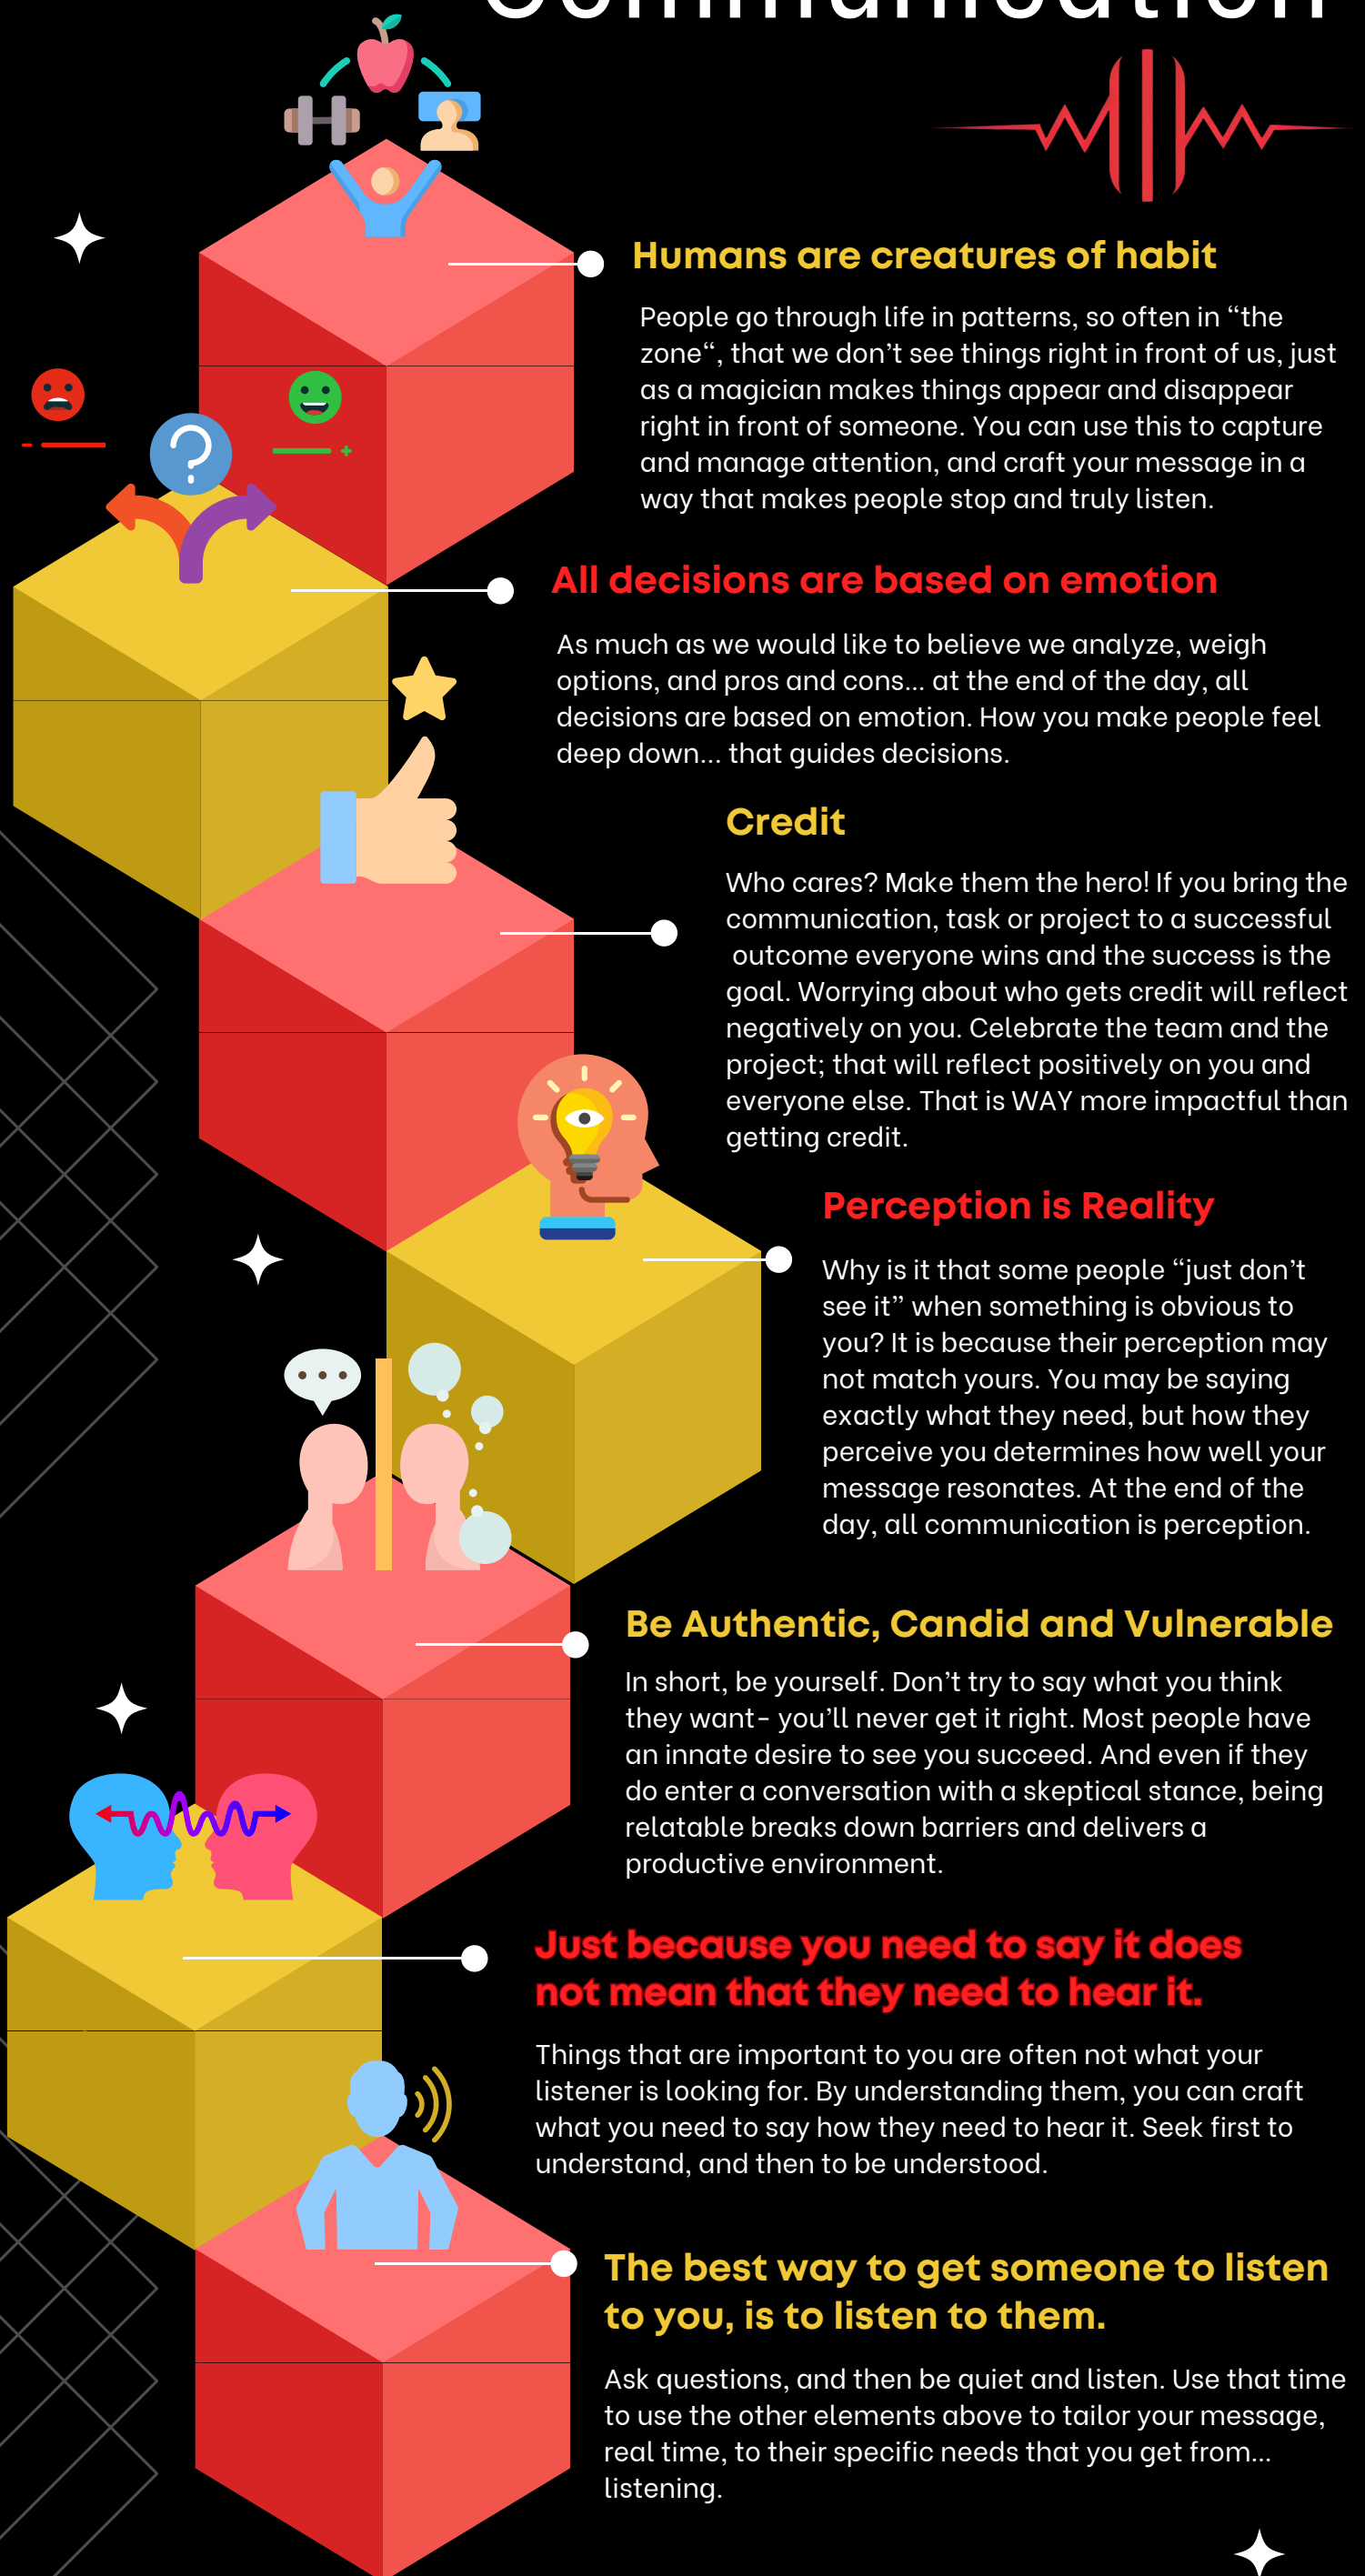 Communication
Humans are creatures of habit
People go through life in patterns, so often in “the
zone“, that we don’t see things right in front of us, just
as a magician makes things appear and disappear
right in front of someone. You can use this to capture
and manage attention, and craft your message in a
way that makes people stop and truly listen.
All decisions are based on emotion
As much as we would like to believe we analyze, weigh
options, and pros and cons... at the end of the day, all
decisions are based on emotion. How you make people feel
deep down... that guides decisions.
Credit
Who cares? Make them the hero! If you bring the
communication, task or project to a successful
outcome everyone wins and the success is the
goal. Worrying about who gets credit will reflect
negatively on you. Celebrate the team and the
project; that will reflect positively on you and
everyone else. That is WAY more impactful than
getting credit.
Perception is Reality
Why is it that some people “just don’t
see it” when something is obvious to
you? It is because their perception may
not match yours. You may be saying
exactly what they need, but how they
perceive you determines how well your
message resonates. At the end of the
day, all communication is perception.
Be Authentic, Candid and Vulnerable
In short, be yourself. Don’t try to say what you think
they want- you’ll never get it right. Most people have
an innate desire to see you succeed. And even if they
do enter a conversation with a skeptical stance, being
relatable breaks down barriers and delivers a
productive environment.
Just because you need to say it does
not mean that they need to hear it.
Things that are important to you are often not what your
listener is looking for. By understanding them, you can craft
what you need to say how they need to hear it. Seek first to
understand, and then to be understood.
The best way to get someone to listen
to you, is to listen to them.
Ask questions, and then be quiet and listen. Use that time
to use the other elements above to tailor your message,
real time, to their specific needs that you get from...
listening.